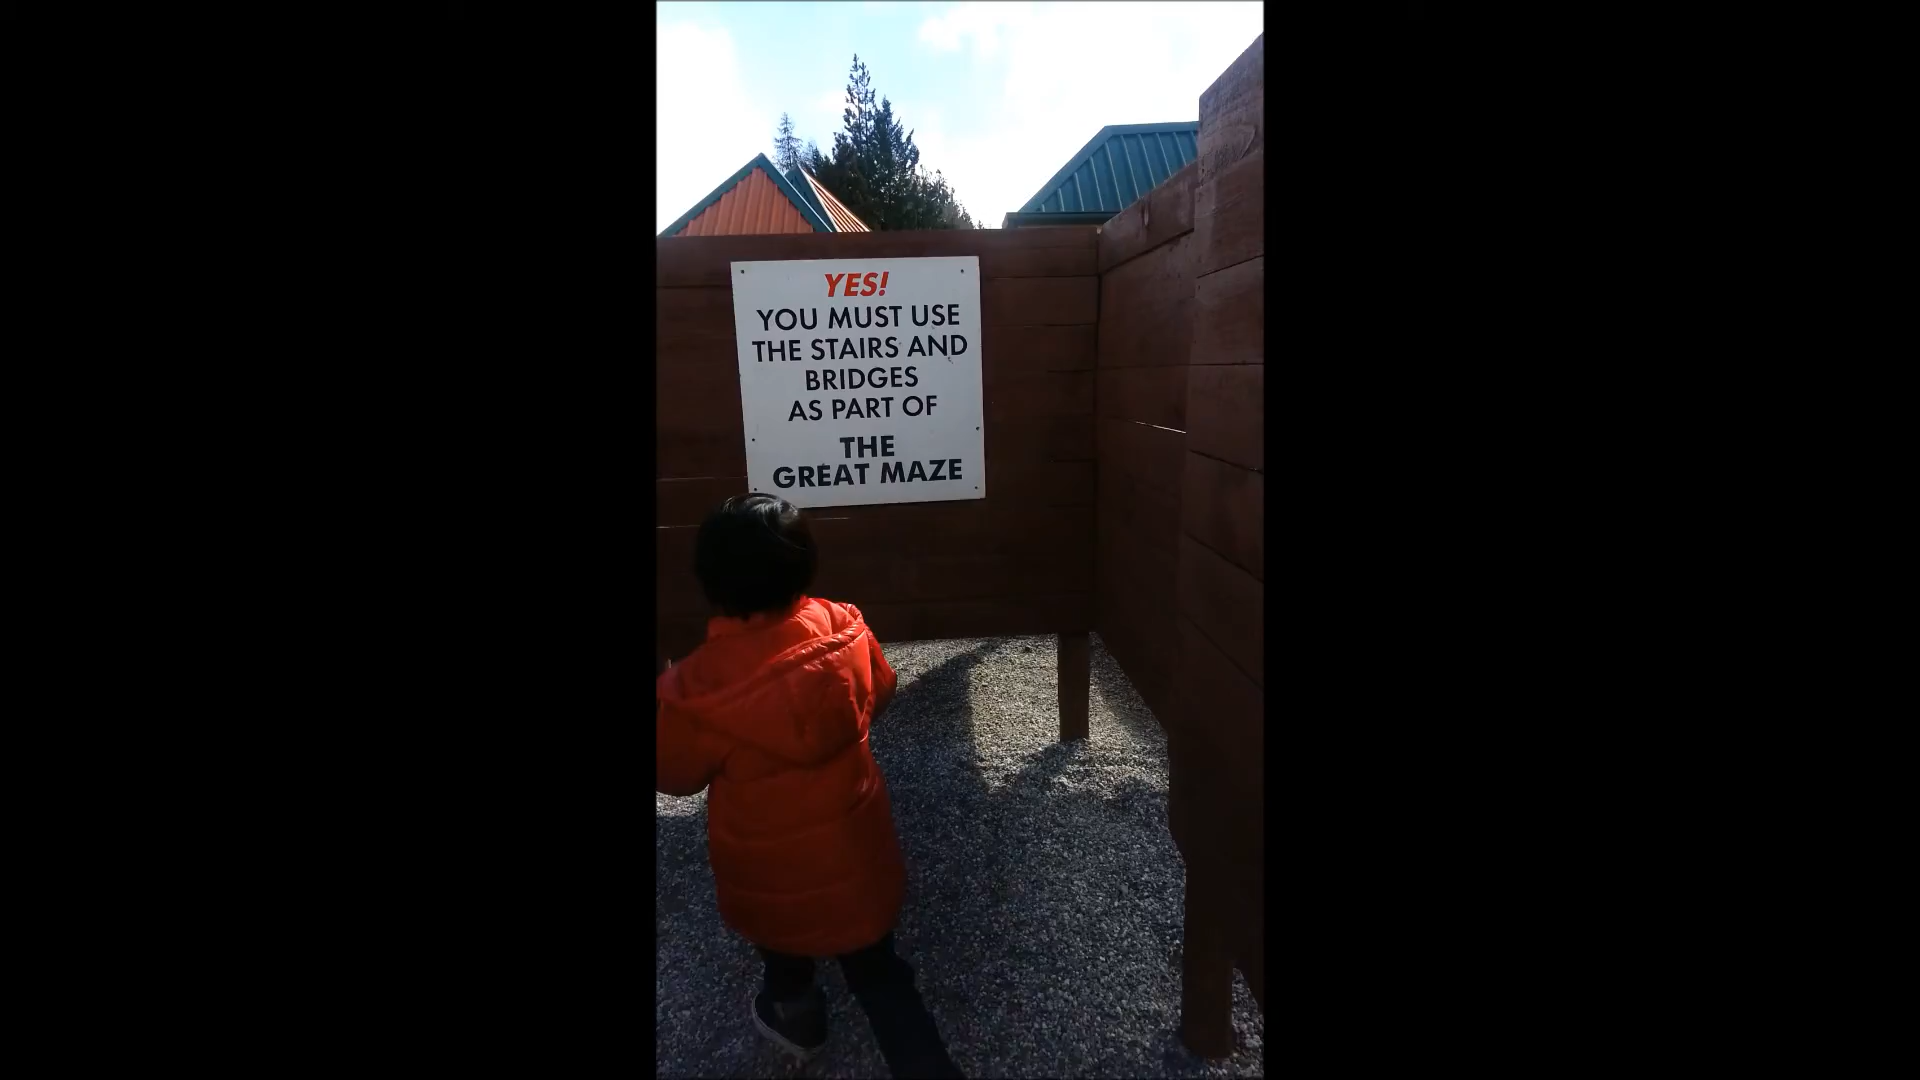 YES!
YOU MUST USE
THE STAIRS AND
BRIDGES
AS PART OF
THE
GREAT MAZE